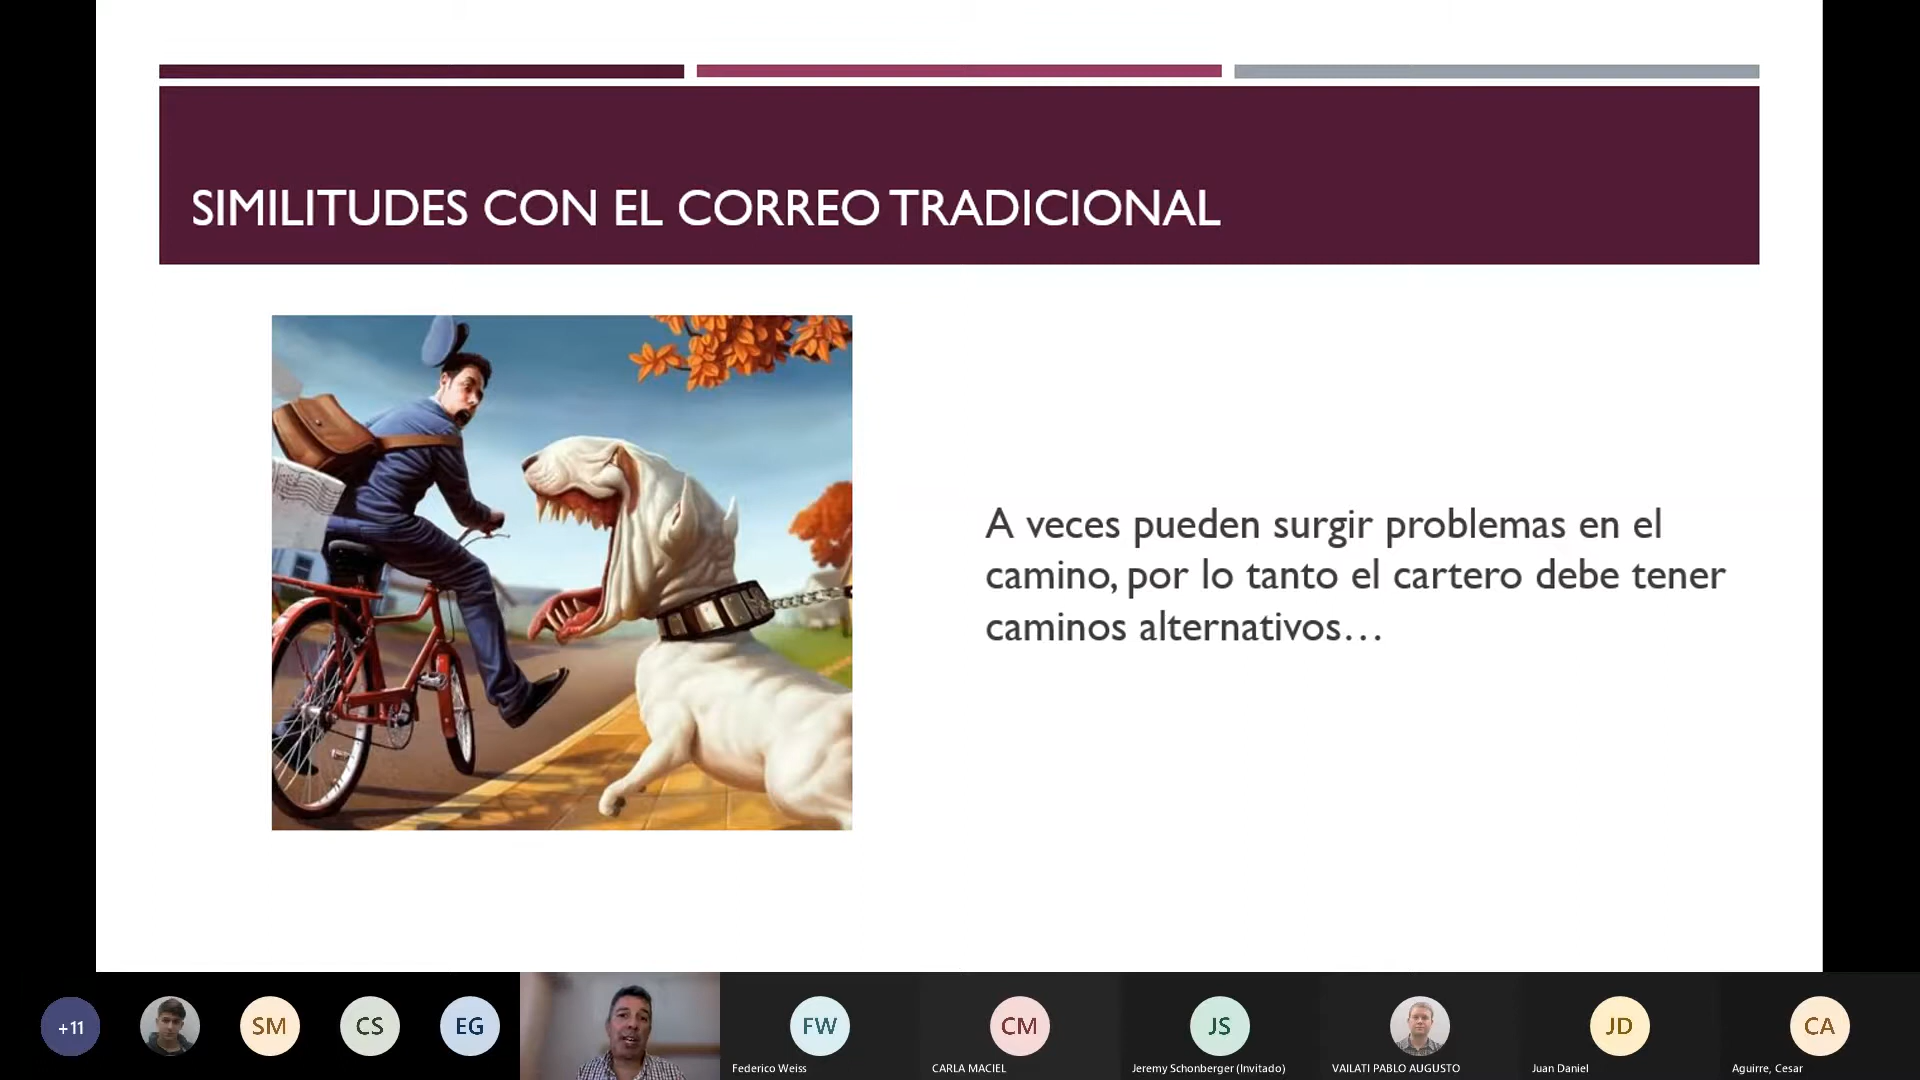 SIMILITUDES CON EL CORREO TRADICIONAL
A veces pueden surgir problemas en el
camino, por lo tanto el cartero debe tener
caminos alternativos…
+11
SM
CS
EG
FW
CM
JS
JD
CA
Federico Weiss
CARLA MACIEL
Jeremy Schonberger (Invitado)
VAILATI PABLO AUGUSTO
Juan Daniel
Aguirre, Cesar